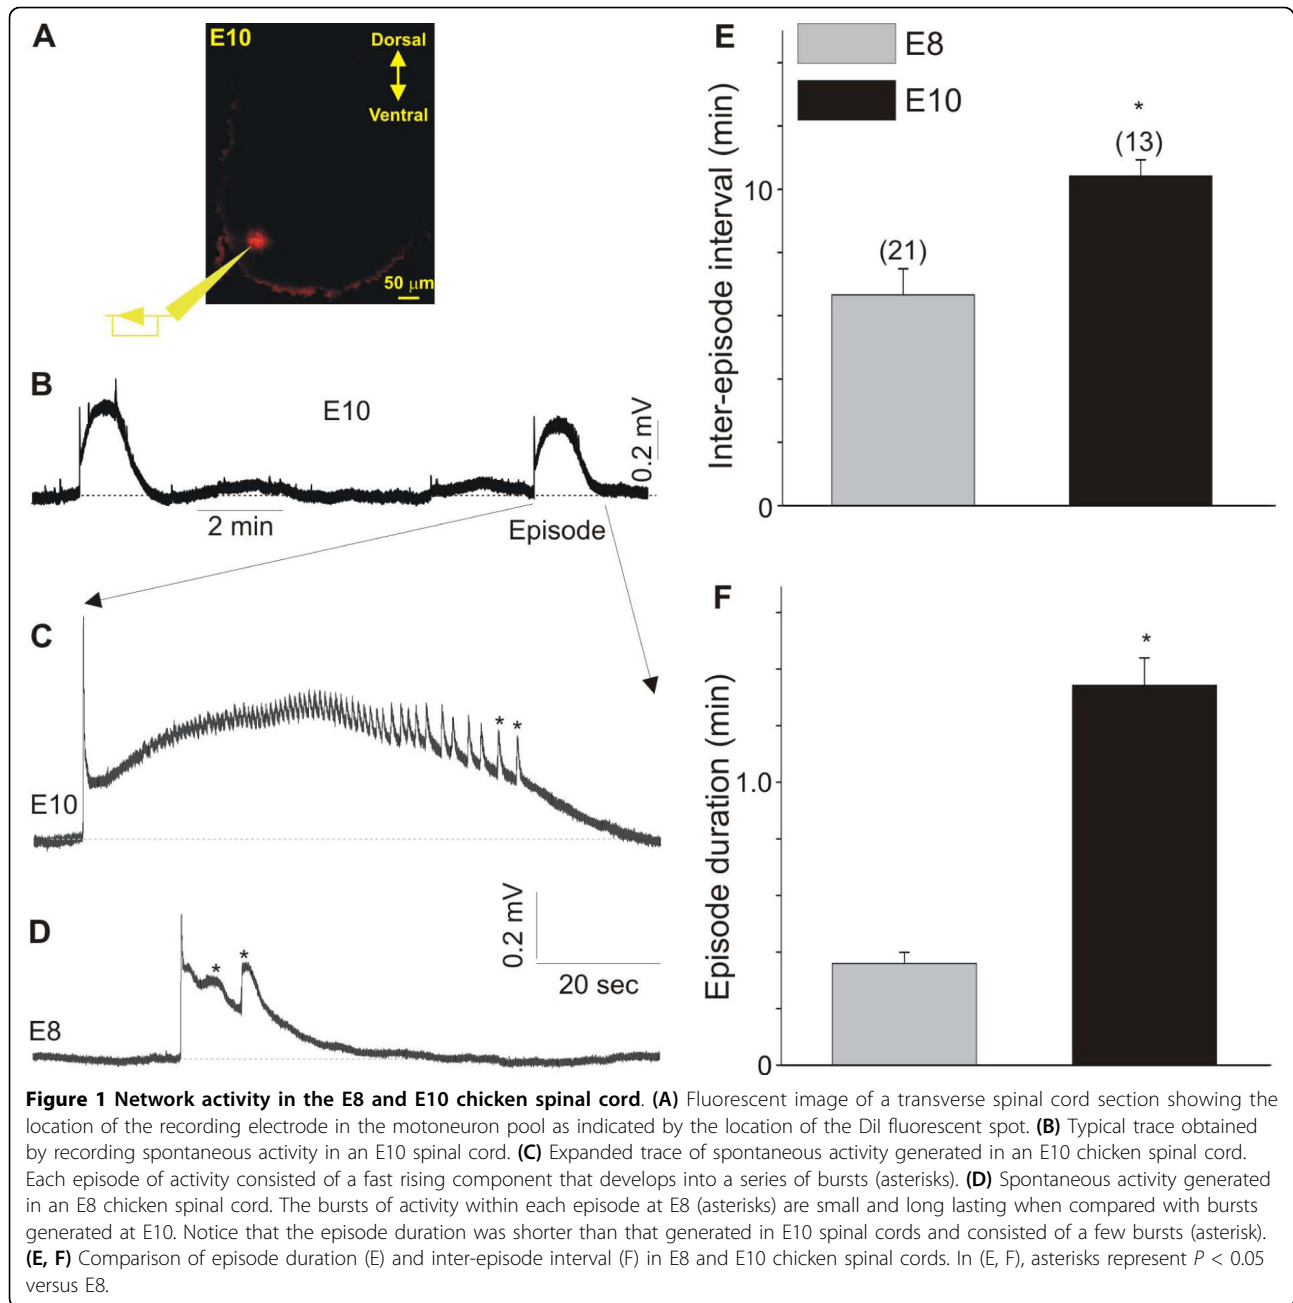 A
E10
Dorsal
Ventral
50 μm
B
E10
0.2 mV
2 min
Episode
C
* *
E10
D
* *
E8
0.2 mV
20 sec
E
E8
E10
Inter-episode interval (min)
10
0
(21)
*
(13)
F
Episode duration (min)
1.0
0
*
Figure 1 Network activity in the E8 and E10 chicken spinal cord. (A) Fluorescent image of a transverse spinal cord section showing the
location of the recording electrode in the motoneuron pool as indicated by the location of the DiI fluorescent spot. (B) Typical trace obtained
by recording spontaneous activity in an E10 spinal cord. (C) Expanded trace of spontaneous activity generated in an E10 chicken spinal cord.
Each episode of activity consisted of a fast rising component that develops into a series of bursts (asterisks). (D) Spontaneous activity generated
in an E8 chicken spinal cord. The bursts of activity within each episode at E8 (asterisks) are small and long lasting when compared with bursts
generated at E10. Notice that the episode duration was shorter than that generated in E10 spinal cords and consisted of a few bursts (asterisk).
(E, F) Comparison of episode duration (E) and inter-episode interval (F) in E8 and E10 chicken spinal cords. In (E, F), asterisks represent P < 0.05
versus E8.